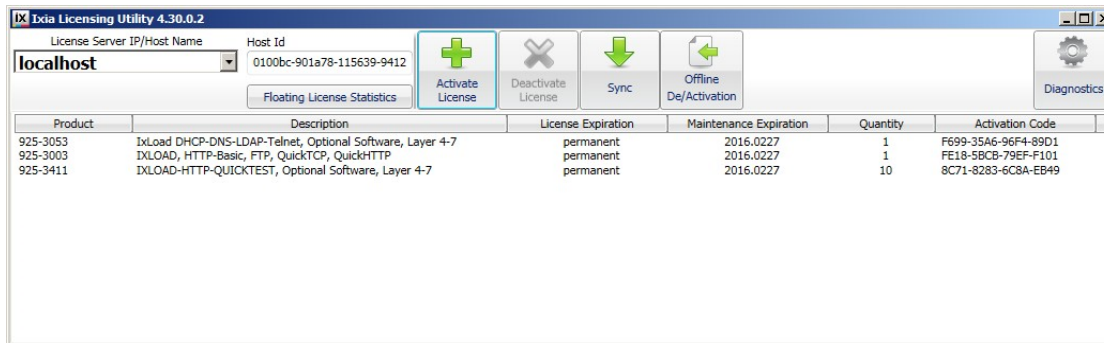 iX Ixia Licensing Utility 4.30.0.2
License Server IP/Host Name
localhost
Host Id
0100bc-901a78-115639-9412
Floating License Statistics
Activate
License
Deactivate
License
Sync
Offline
De/Activation
Diagnostics
Product Description License Expiration Maintenance Expiration Quantity Activation Code
925-3053 IxLoad DHCP-DNS-LDAP-Telnet, Optional Software, Layer 4-7 permanent 2016.0227 1 F699-35A6-96F4-89D1
925-3003 IXLOAD, HTTP-Basic, FTP, QuickTCP, QuickHTTP permanent 2016.0227 1 FE18-5BCB-79EF-F101
925-3411 IXLOAD-HTTP-QUICKTEST, Optional Software, Layer 4-7 permanent 2016.0227 10 8C71-8283-6C8A-EB49